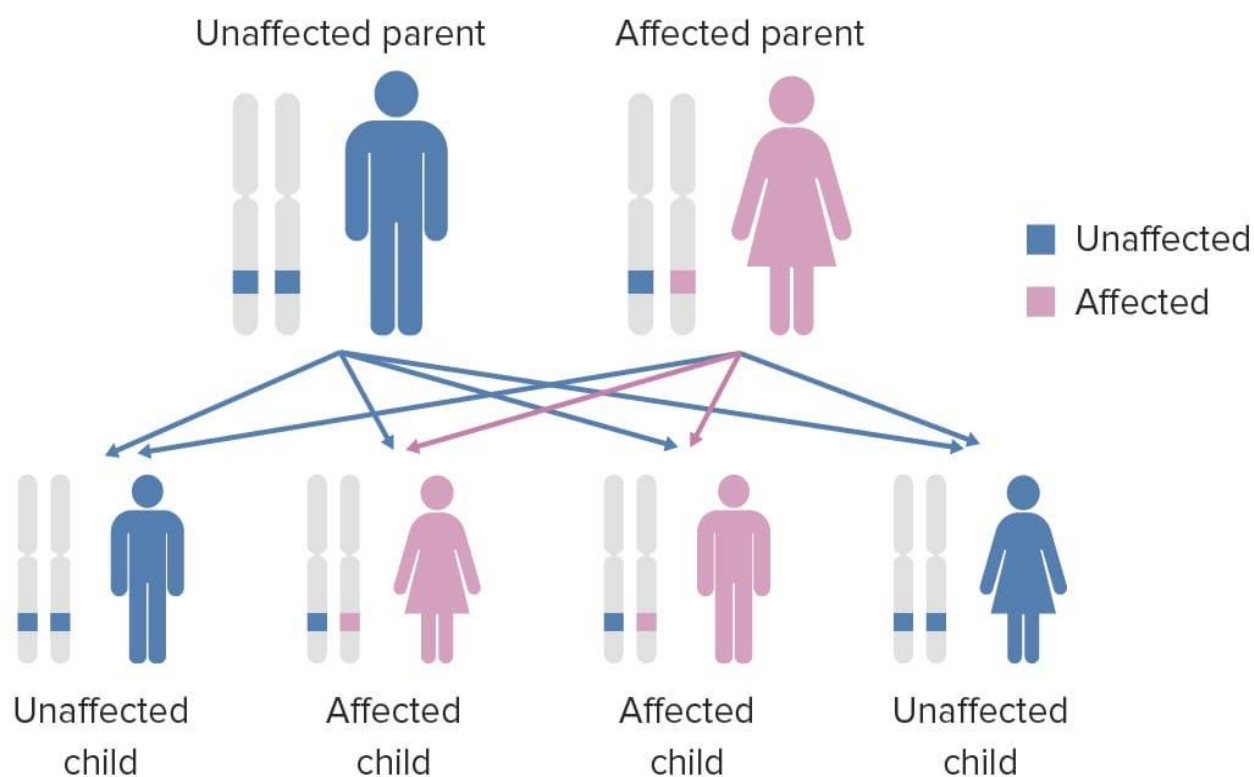 Unaffected parent
Affected parent
Unaffected
Affected
Unaffected
child
Affected
child
Affected
child
Unaffected
child